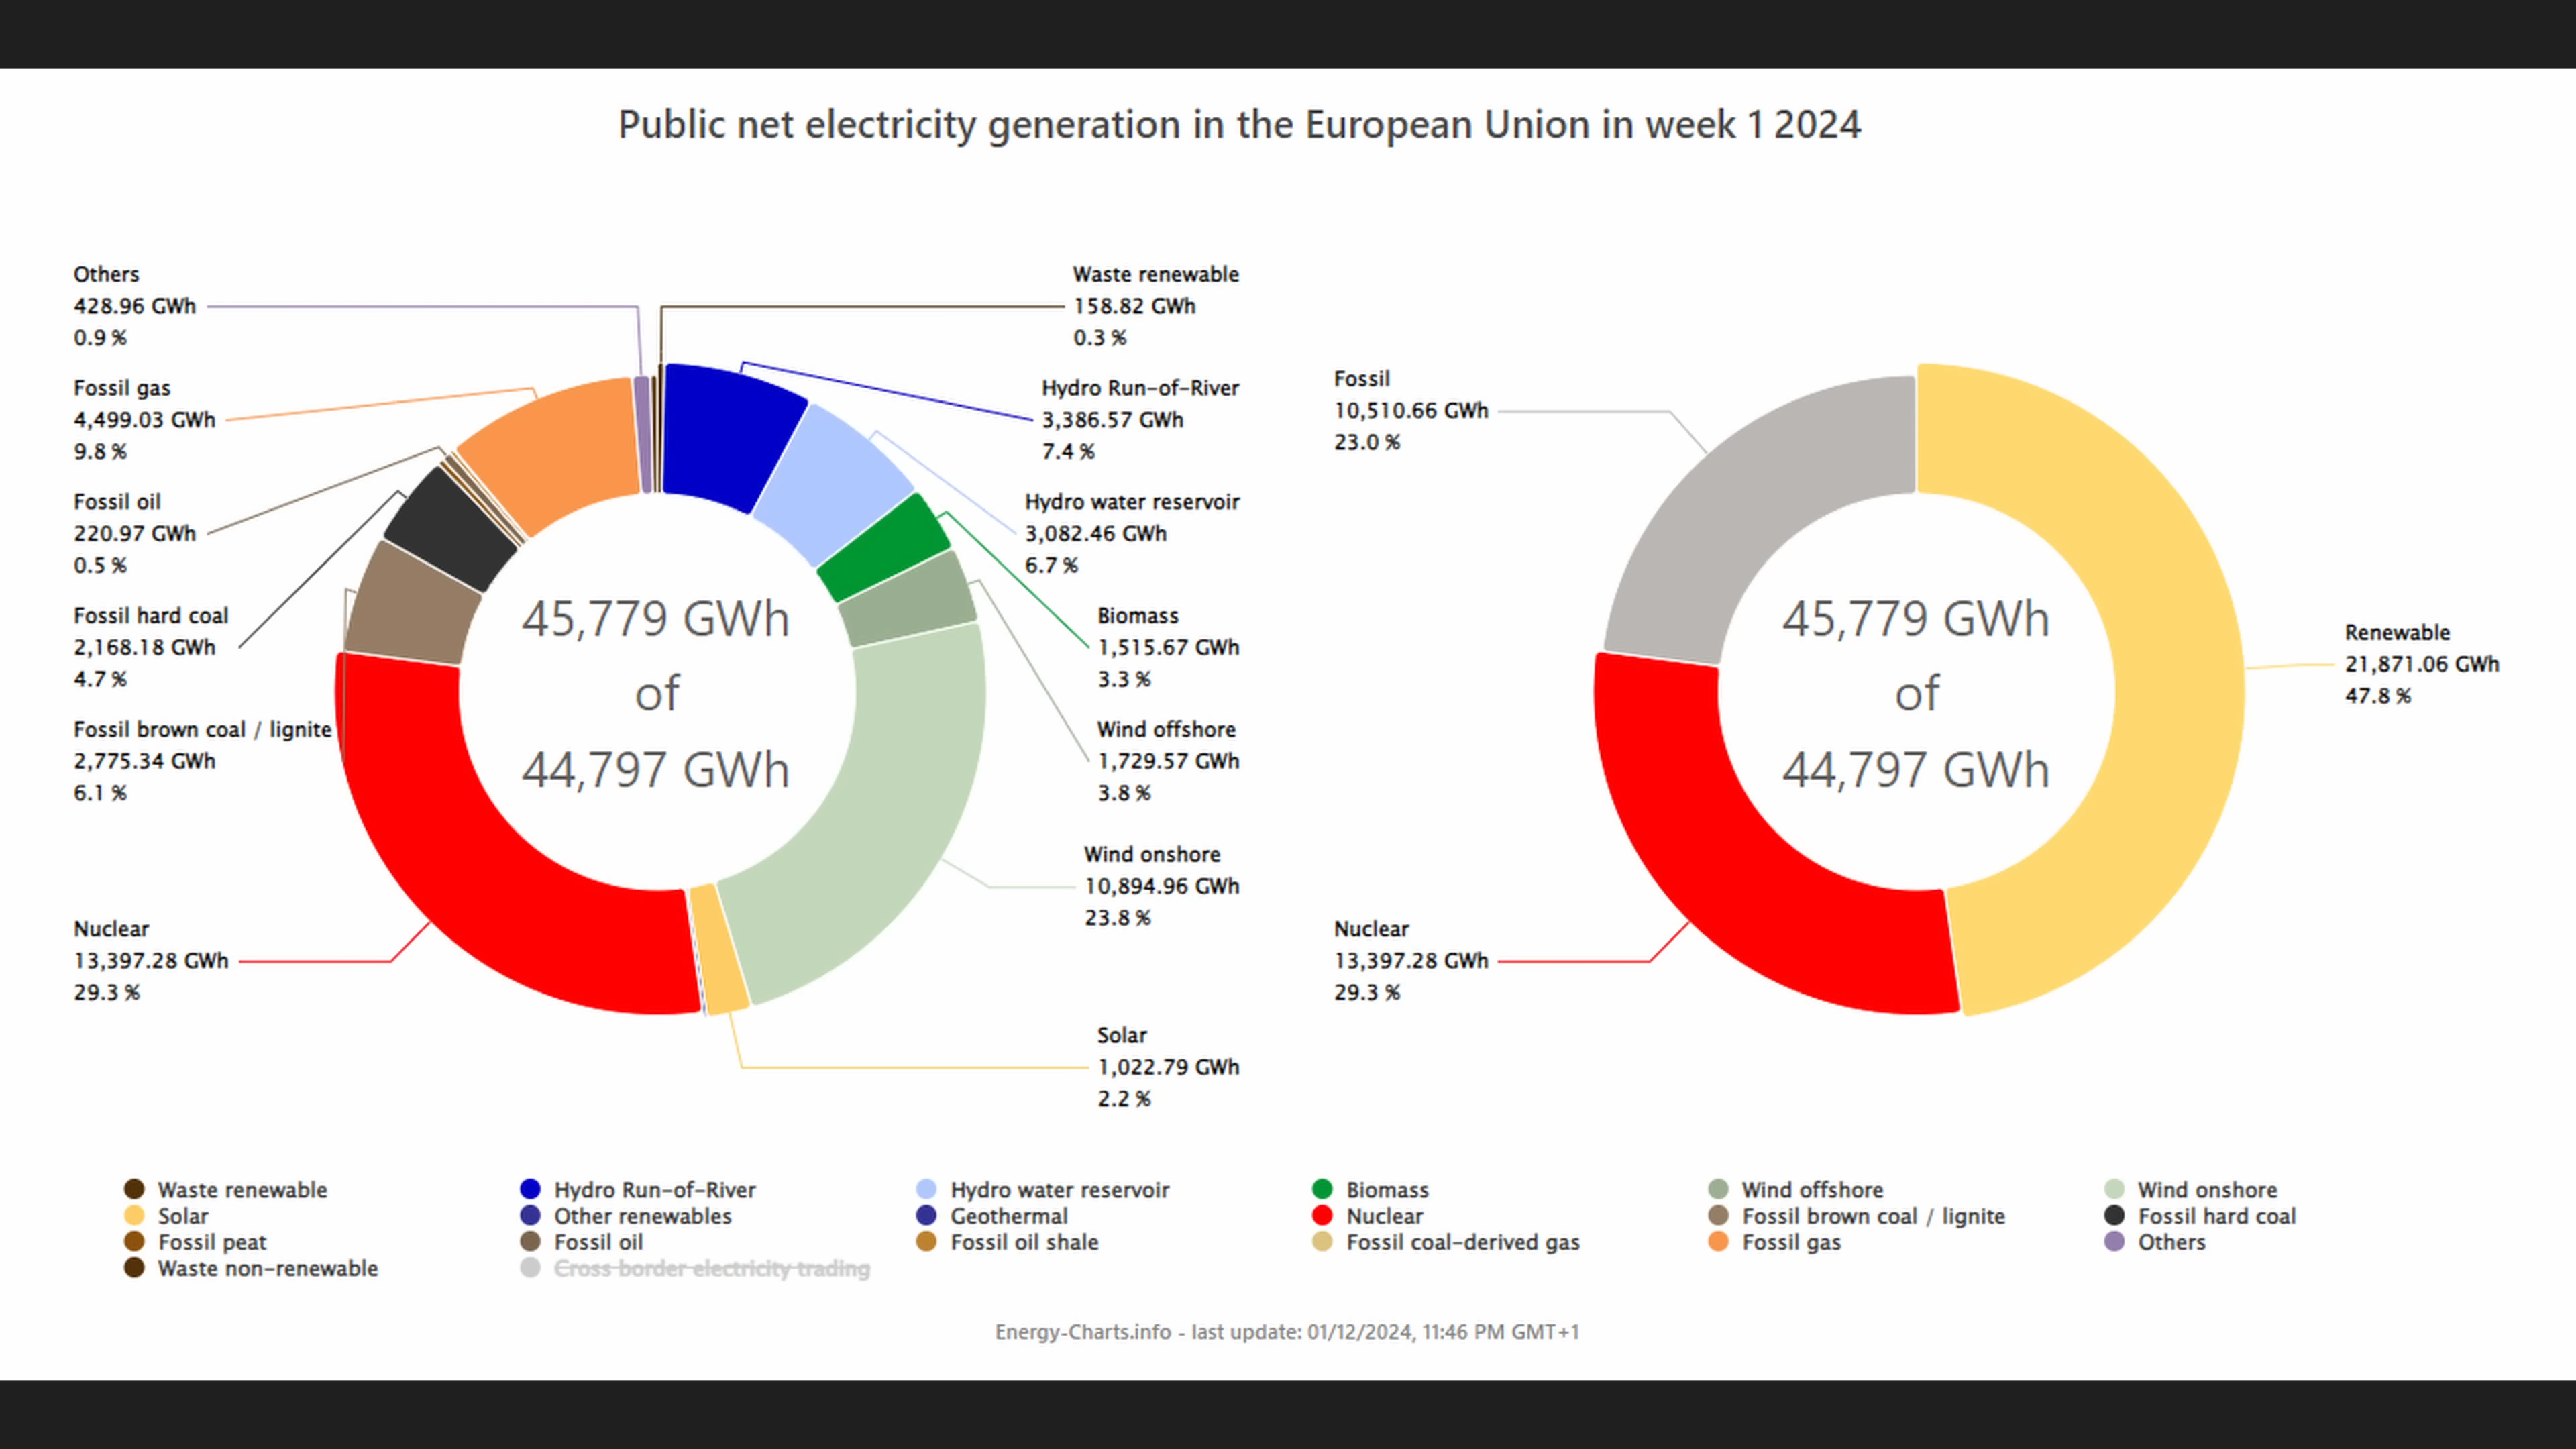 Public net electricity generation in the European Union in week 1 2024
Others
428.96 GWh
0.9 %
Fossil gas
4,499.03 GWh
9.8 %
Fossil oil
220.97 GWh
0.5 %
Fossil hard coal
2,168.18 GWh
4.7 %
Fossil brown coal / lignite
2,775.34 GWh
6.1 %
Nuclear
13,397.28 GWh
29.3 %
45,779 GWh
of
44,797 GWh
Waste renewable
158.82 GWh
0.3 %
Hydro Run-of-River
3,386.57 GWh
7.4 %
Hydro water reservoir
3,082.46 GWh
6.7 %
Biomass
1,515.67 GWh
3.3 %
Wind offshore
1,729.57 GWh
3.8 %
Wind onshore
10,894.96 GWh
23.8 %
Solar
1,022.79 GWh
2.2 %
Fossil
10,510.66 GWh
23.0 %
Nuclear
13,397.28 GWh
29.3 %
45,779 GWh
of
44,797 GWh
Renewable
21,871.06 GWh
47.8 %
Waste renewable Hydro Run-of-River Hydro water reservoir Biomass Wind offshore Wind onshore
Solar Other renewables Geothermal Nuclear Fossil brown coal / lignite Fossil hard coal
Fossil peat Fossil oil Fossil oil shale Fossil coal-derived gas Fossil gas Others
Waste non-renewable Cross border electricity trading
Energy-Charts.info - last update: 01/12/2024, 11:46 PM GMT+1